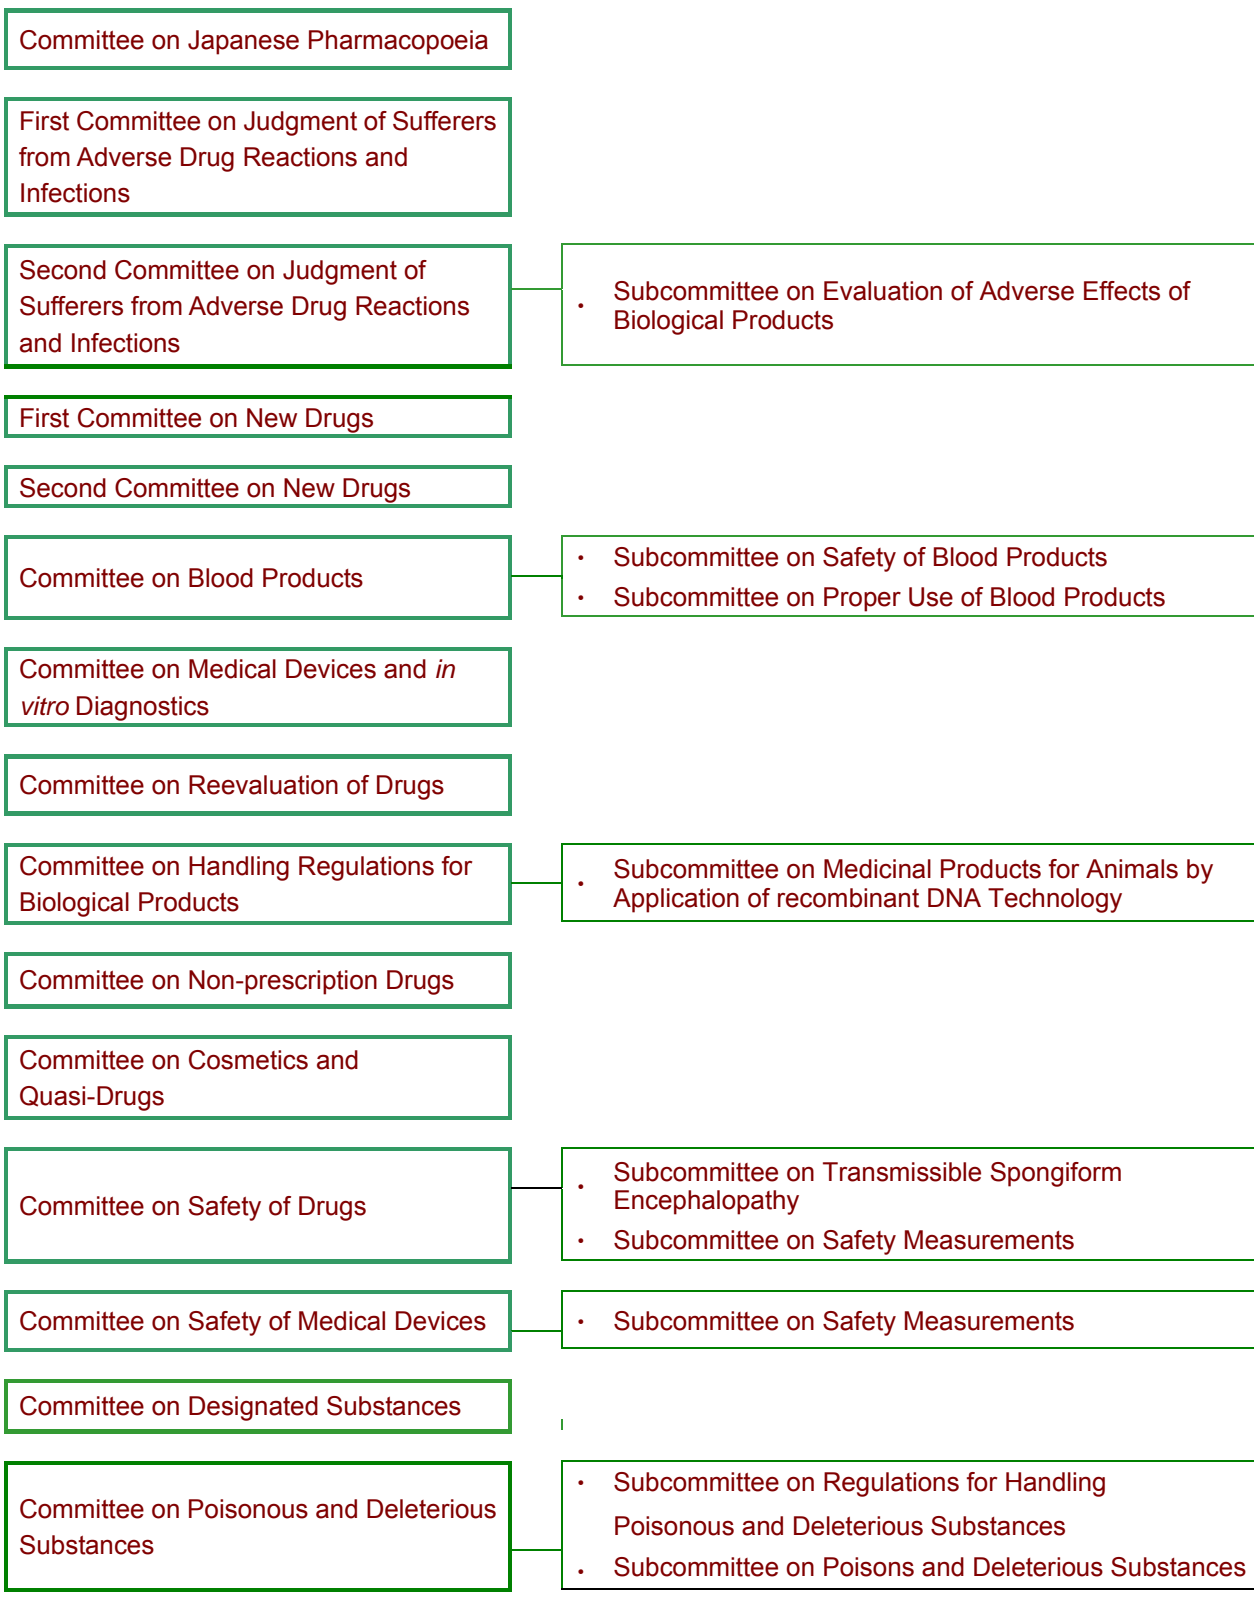 Committee on Japanese Pharmacopoeia
First Committee on Judgment of Sufferers
from Adverse Drug Reactions and
Infections
Second Committee on Judgment of
Sufferers from Adverse Drug Reactions
and Infections
・ Subcommittee on Evaluation of Adverse Effects of
Biological Products
First Committee on New Drugs
Second Committee on New Drugs
Committee on Blood Products
・ Subcommittee on Safety of Blood Products
・ Subcommittee on Proper Use of Blood Products
Committee on Medical Devices and in
vitro Diagnostics
Committee on Reevaluation of Drugs
Committee on Handling Regulations for
Biological Products
・ Subcommittee on Medicinal Products for Animals by
Application of recombinant DNA Technology
Committee on Non-prescription Drugs
Committee on Cosmetics and
Quasi-Drugs
Committee on Safety of Drugs
・ Subcommittee on Transmissible Spongiform
Encephalopathy
・ Subcommittee on Safety Measurements
Committee on Safety of Medical Devices
・ Subcommittee on Safety Measurements
Committee on Designated Substances
Committee on Poisonous and Deleterious
Substances
・ Subcommittee on Regulations for Handling
Poisonous and Deleterious Substances
・ Subcommittee on Poisons and Deleterious Substances